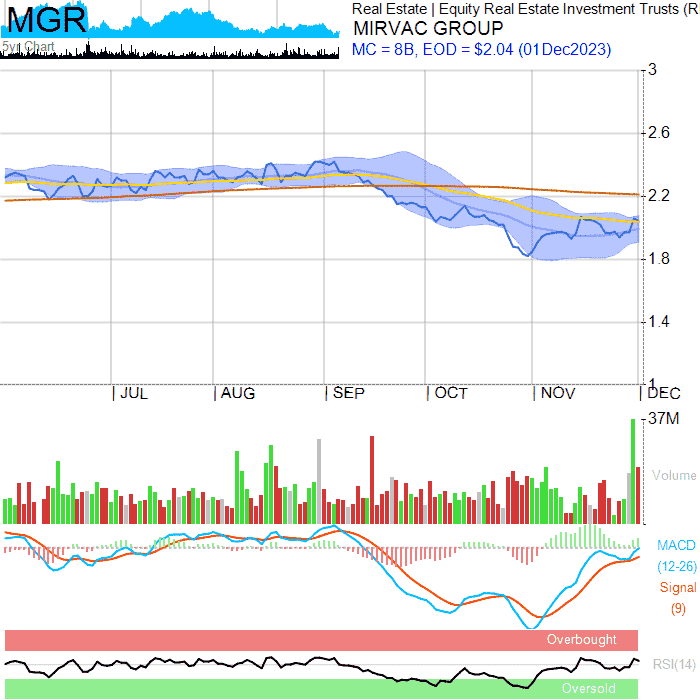 MGR
5yr Chart
Real Estate | Equity Real Estate Investment Trusts (R
MIRVAC GROUP
MC = 8B, EOD = $2.04 (01Dec2023)
3
2.6
2.2
1.8
1.4
1
JUL
AUG
SEP
OCT
NOV
DEC
37M
Volume
MACD
(12-26)
Signal
(9)
Overbought
RSI(14)
Oversold